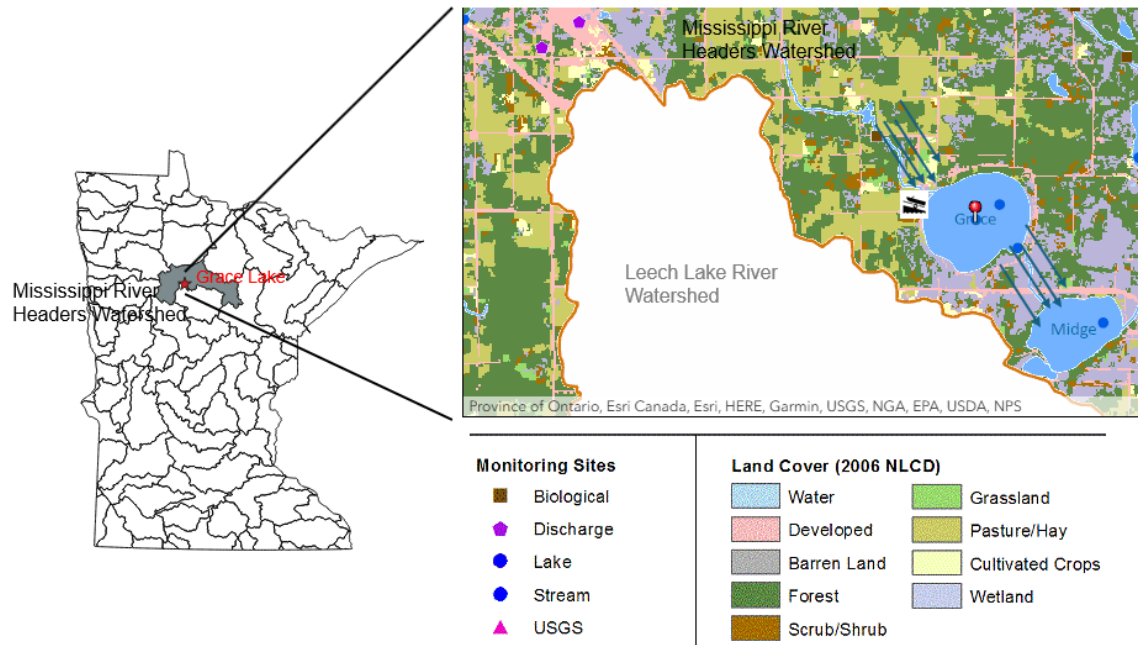 Mississippi River
Headers Watershed
Grace Lake
Mississippi River
Headers Watershed
Grace
Leech Lake River
Watershed
Midge
Province of Ontario, Esri Canada, Esri, HERE, Garmin, USGS, NGA, EPA, USDA, NPS
Monitoring Sites
Biological
Discharge
Lake
Stream
USGS
Land Cover (2006 NLCD)
Water
Developed
Barren Land
Forest
Scrub/Shrub
Grassland
Pasture/Hay
Cultivated Crops
Wetland